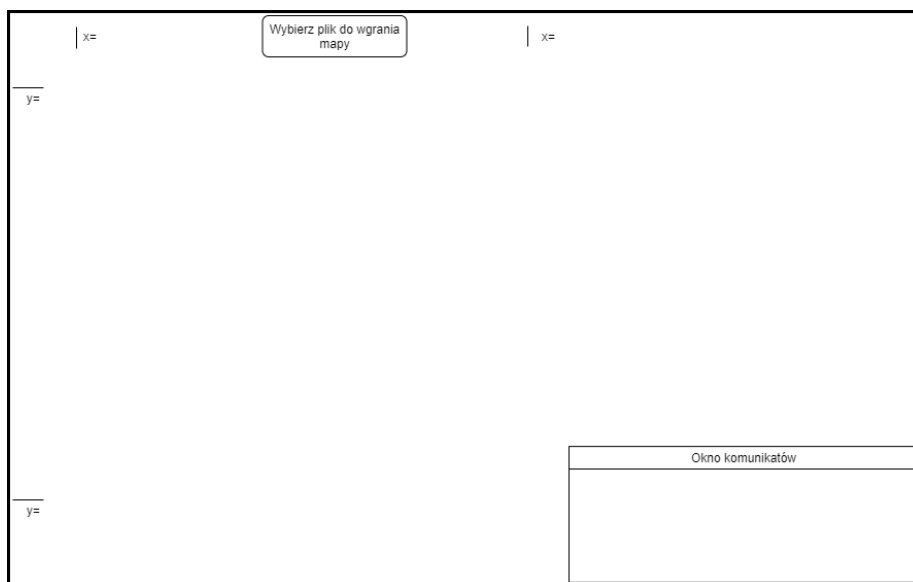 x=
Wybierz plik do wgrania
mapy
x=
y=
Okno komunikatów
y=